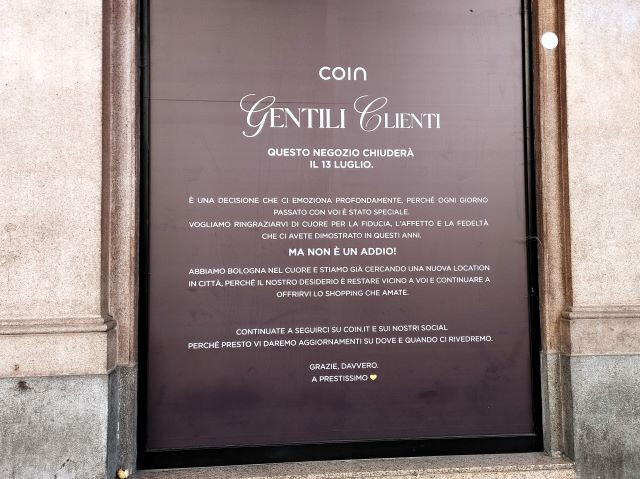 COIN
GENTILI CLIENTI
QUESTO NEGOZIO CHIUDERÀ
IL 13 LUGLIO.
È UNA DECISIONE CHE CI EMOZIONA PROFONDAMENTE, PERCHÉ OGNI GIORNO
PASSATO CON VOI È STATO SPECIALE.
VOGLIAMO RINGRAZIARVI DI CUORE PER LA FIDUCIA, L'AFFETTO E LA FEDELTÀ
CHE CI AVETE DIMOSTRATO IN QUESTI ANNI.
MA NON È UN ADDIO!
ABBIAMO BOLOGNA NEL CUORE E STIAMO GIÀ CERCANDO UNA NUOVA LOCATION
IN CITTÀ, PERCHÉ IL NOSTRO DESIDERIO È RESTARE VICINO A VOI E CONTINUARE A
OFFRIRVI LO SHOPPING CHE AMATE.
CONTINUATE A SEGUIRCI SU COIN.IT E SUI NOSTRI SOCIAL
PERCHÉ PRESTO VI DAREMO AGGIORNAMENTI SU DOVE E QUANDO CI RIVEDREMO.
GRAZIE, DAVVERO.
A PRESTISSIMO 💛